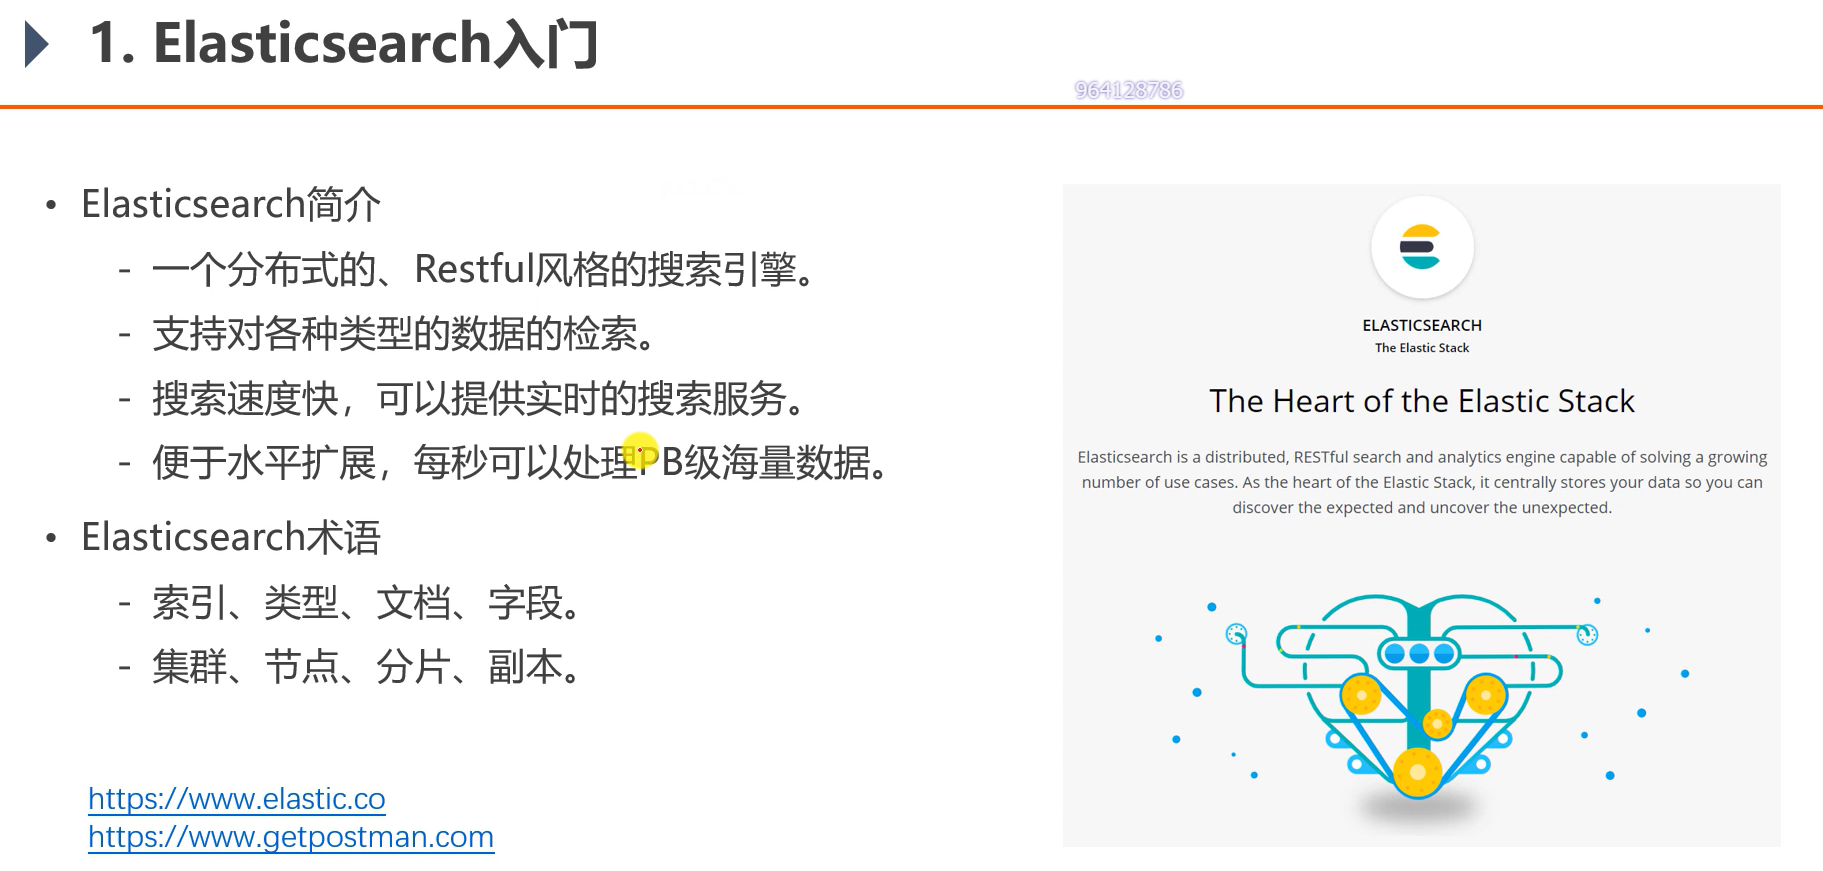 1. Elasticsearch入门
964128786
• Elasticsearch简介
- 一个分布式的、Restful风格的搜索引擎。
- 支持对各种类型的数据的检索。
- 搜索速度快，可以提供实时的搜索服务。
- 便于水平扩展，每秒可以处理PB级海量数据。
• Elasticsearch术语
- 索引、类型、文档、字段。
- 集群、节点、分片、副本。
https://www.elastic.co
https://www.getpostman.com
ELASTICSEARCH
The Elastic Stack
The Heart of the Elastic Stack
Elasticsearch is a distributed, RESTful search and analytics engine capable of solving a growing
number of use cases. As the heart of the Elastic Stack, it centrally stores your data so you can
discover the expected and uncover the unexpected.